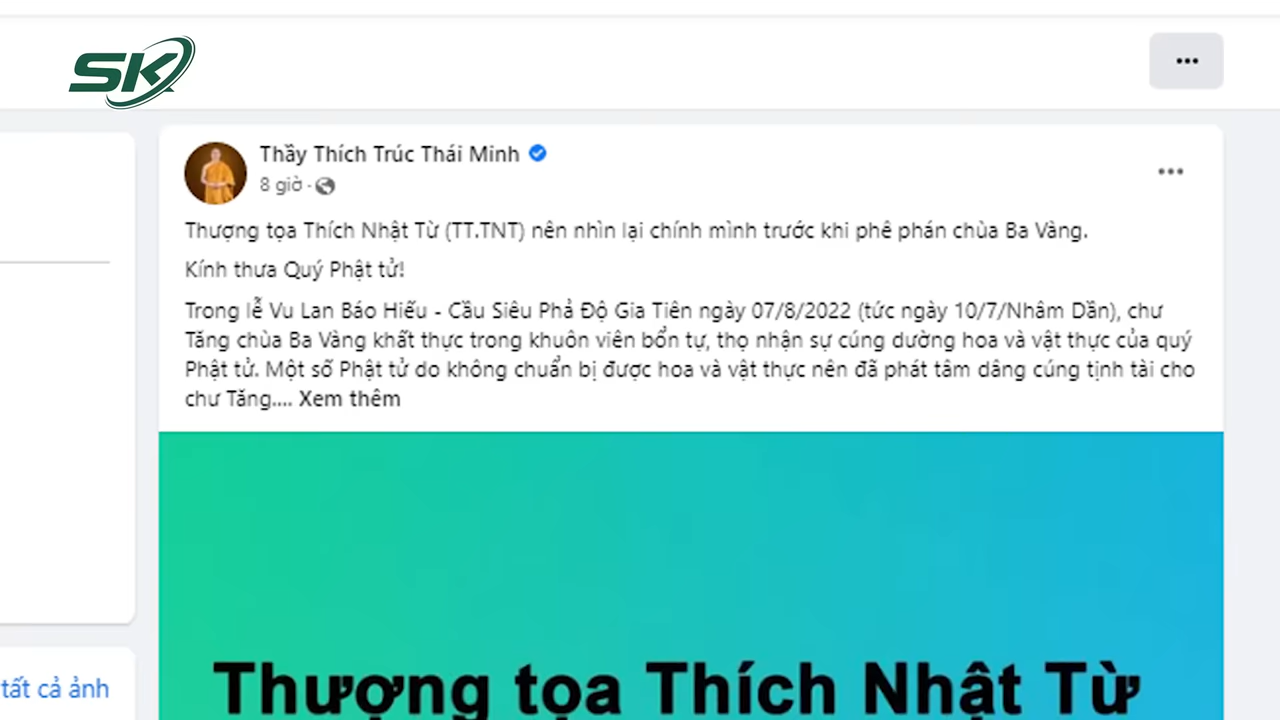 SK
Thầy Thích Trúc Thái Minh
8 giờ ·
Thượng tọa Thích Nhật Từ (TT.TNT) nên nhìn lại chính mình trước khi phê phán chùa Ba Vàng.
Kính thưa Quý Phật tử!
Trong lễ Vu Lan Báo Hiếu - Cầu Siêu Phả Độ Gia Tiên ngày 07/8/2022 (tức ngày 10/7/Nhâm Dần), chư
Tăng chùa Ba Vàng khất thực trong khuôn viên bổn tự, thọ nhận sự cúng dường hoa và vật thực của quý
Phật tử. Một số Phật tử do không chuẩn bị được hoa và vật thực nên đã phát tâm dâng cúng tịnh tài cho
chư Tăng.... Xem thêm
tất cả ảnh
Thượng tọa Thích Nhật Từ